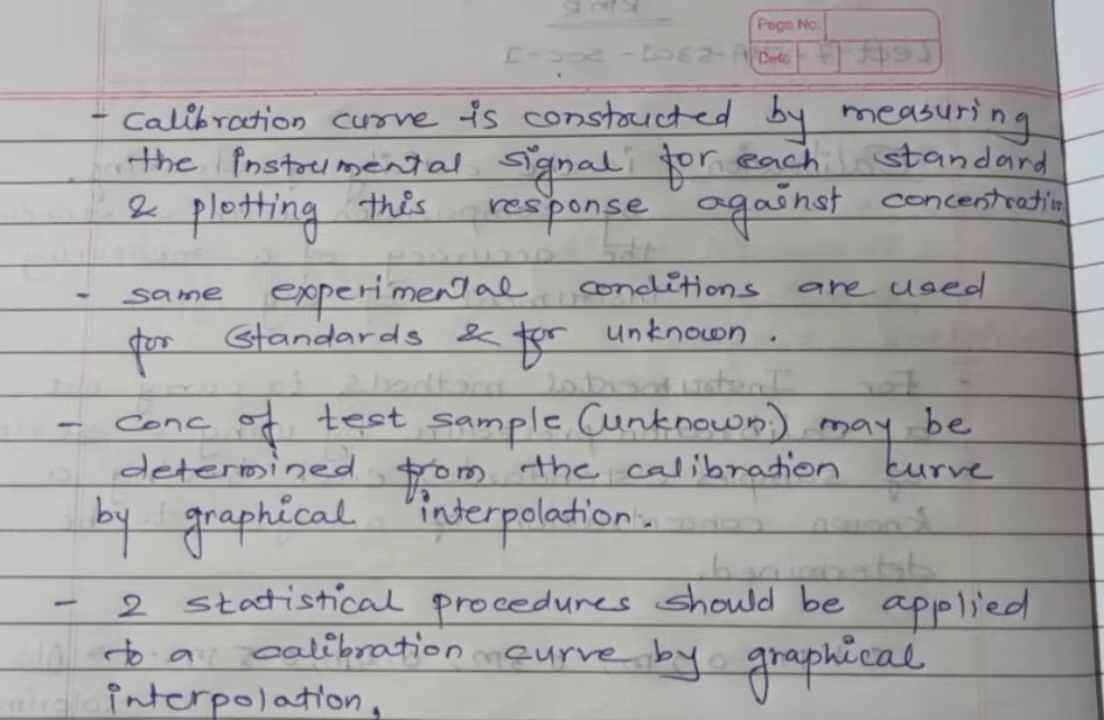 Page No.
Date
- Calibration curve is constructed by measuring
the instrumental signal for each standard
& plotting this response against concentration
- same experimental conditions are used
for standards & for unknown.
- conc of test sample (unknown) may be
determined from the calibration curve
by graphical interpolation.
- 2 statistical procedures should be applied
to a calibration curve by graphical
interpolation.